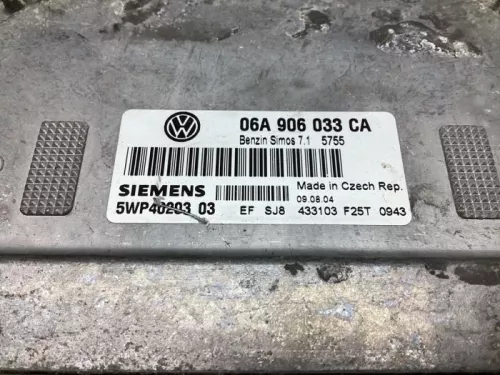 06A 906 033 CA
Benzin Simos 7.1 5755
SIEMENS
Made in Czech Rep.
09.08.04
5WP40203 03 EF SJ8 433103 F25T 0943